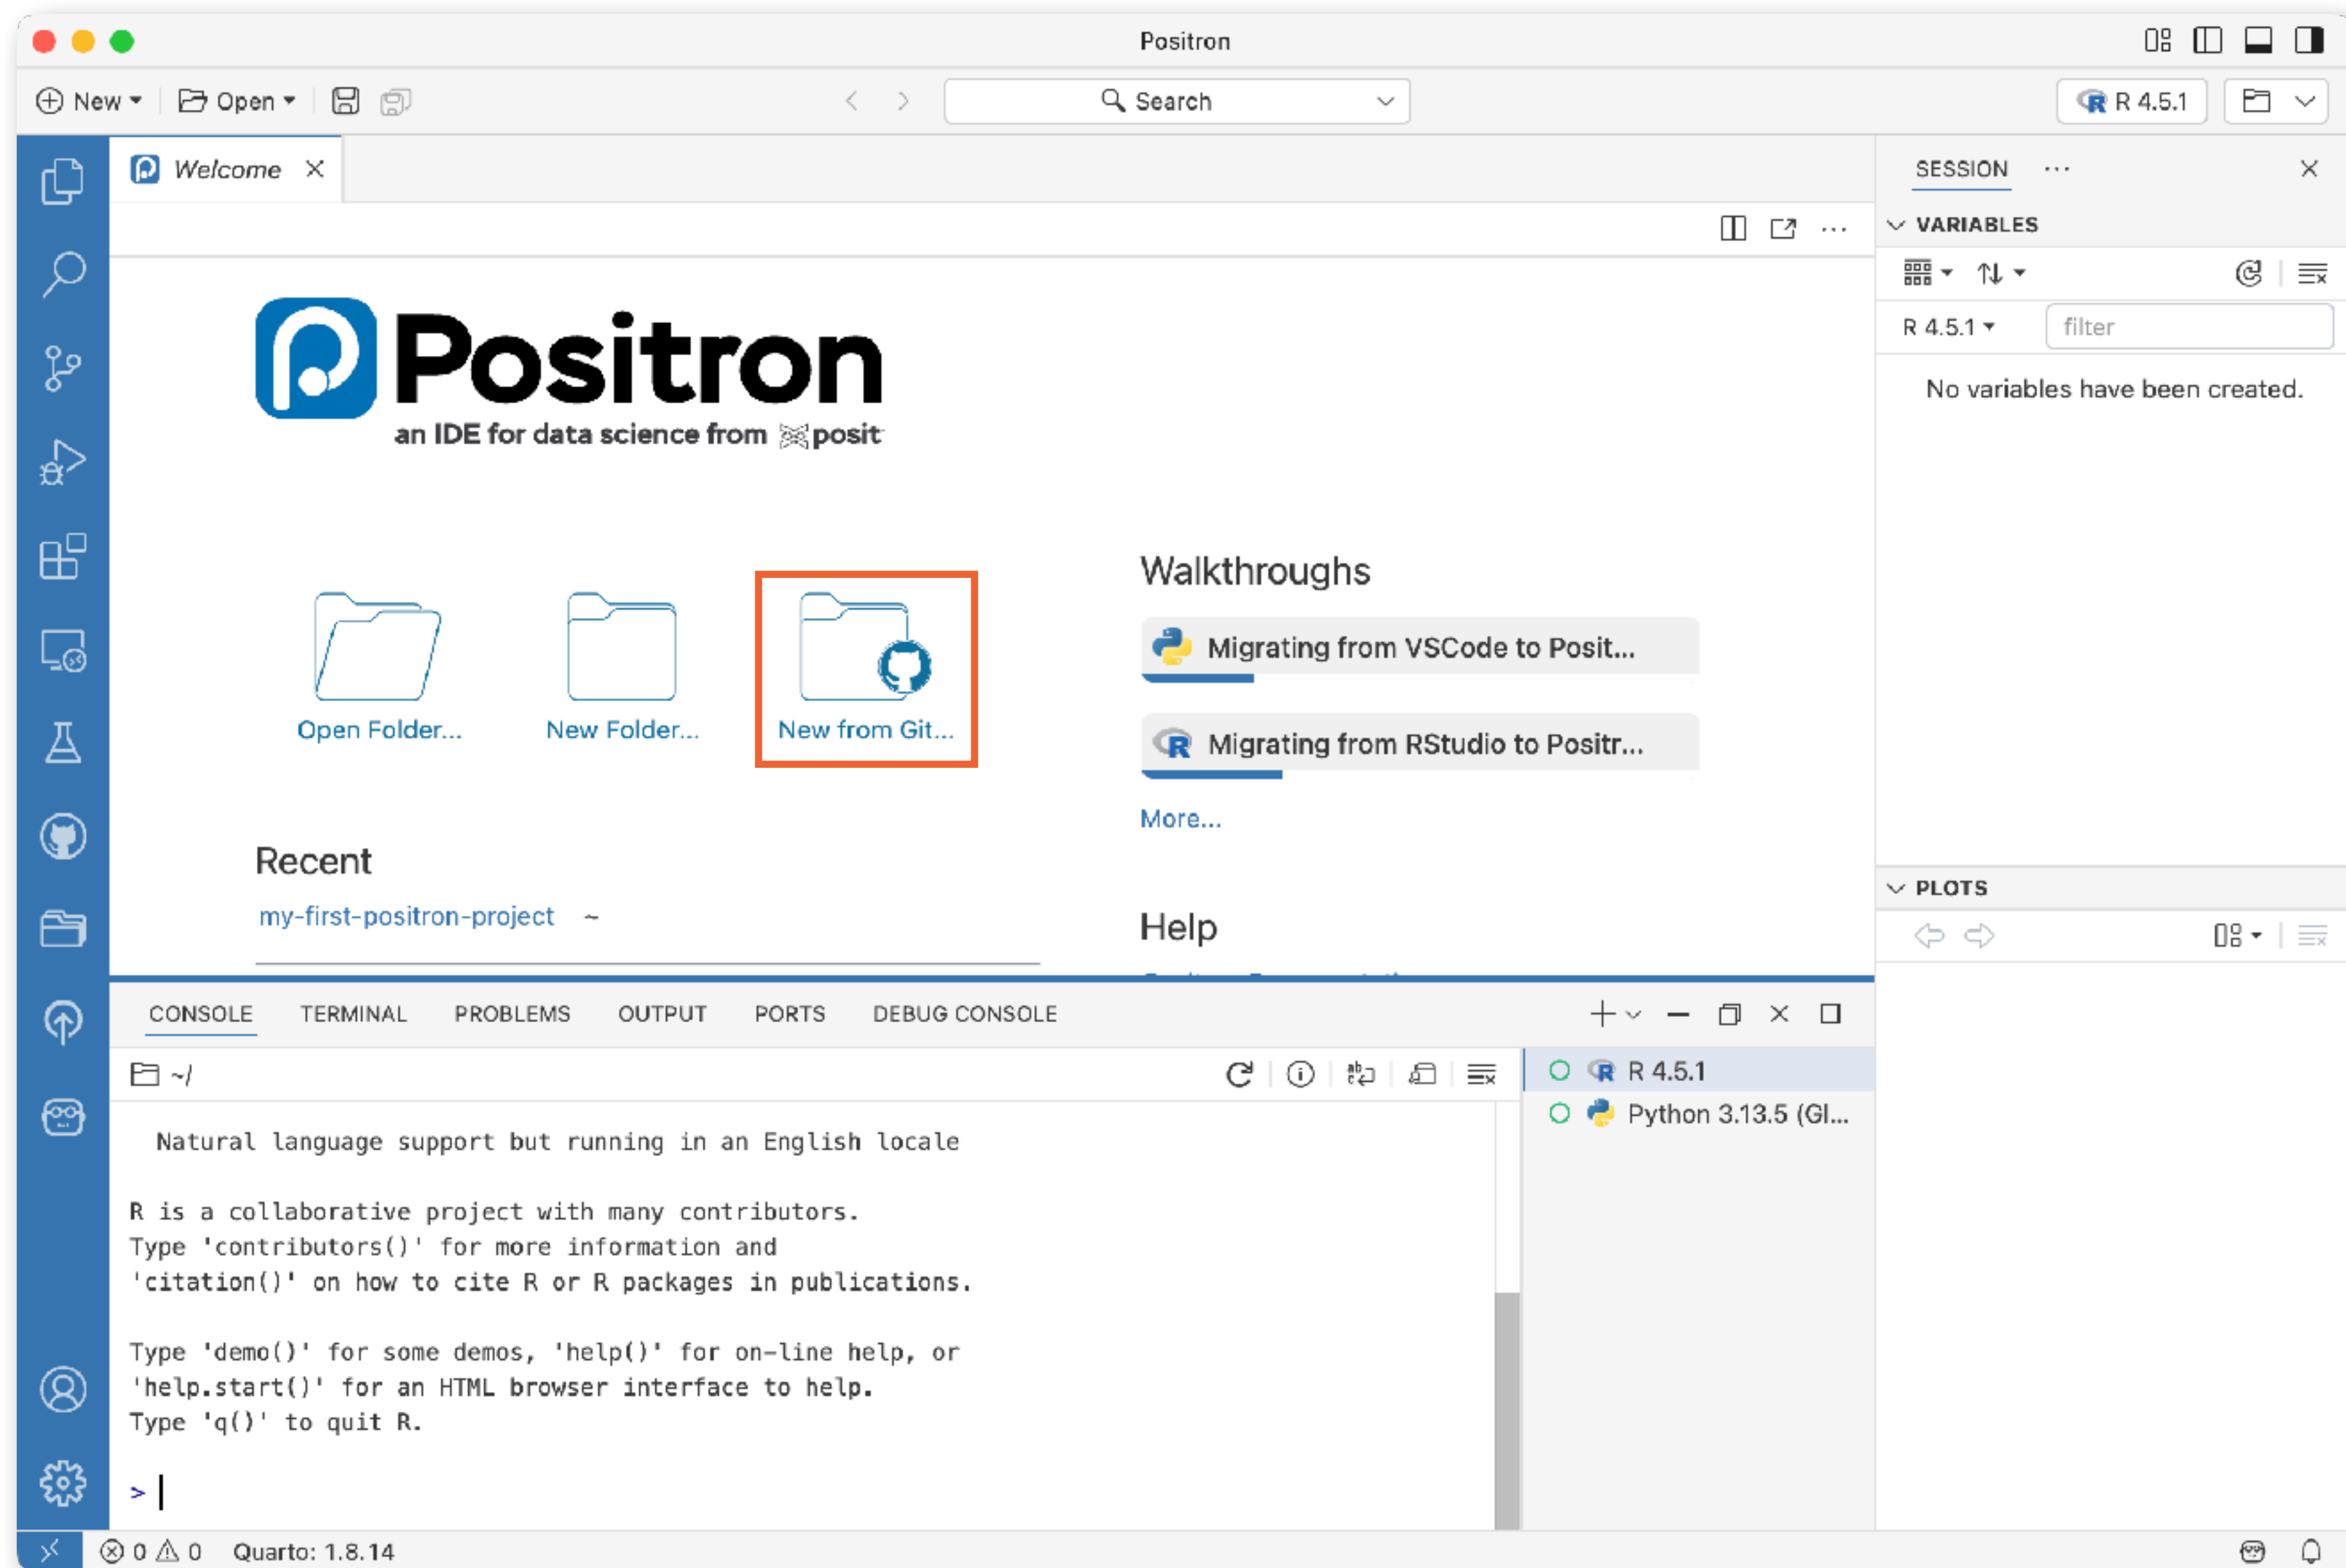 Positron
New
Open
Search
R 4.5.1
Welcome
Positron
an IDE for data science from posit
Open Folder...
New Folder...
New from Git...
Walkthroughs
Migrating from VSCode to Posit...
Migrating from RStudio to Positr...
More...
Recent
my-first-positron-project ~
Help
SESSION
VARIABLES
R 4.5.1
filter
No variables have been created.
PLOTS
CONSOLE TERMINAL PROBLEMS OUTPUT PORTS DEBUG CONSOLE
~/
R 4.5.1
Python 3.13.5 (Gl...
Natural language support but running in an English locale
R is a collaborative project with many contributors.
Type 'contributors()' for more information and
'citation()' on how to cite R or R packages in publications.
Type 'demo()' for some demos, 'help()' for on-line help, or
'help.start()' for an HTML browser interface to help.
Type 'q()' to quit R.
>
0 0 Quarto: 1.8.14